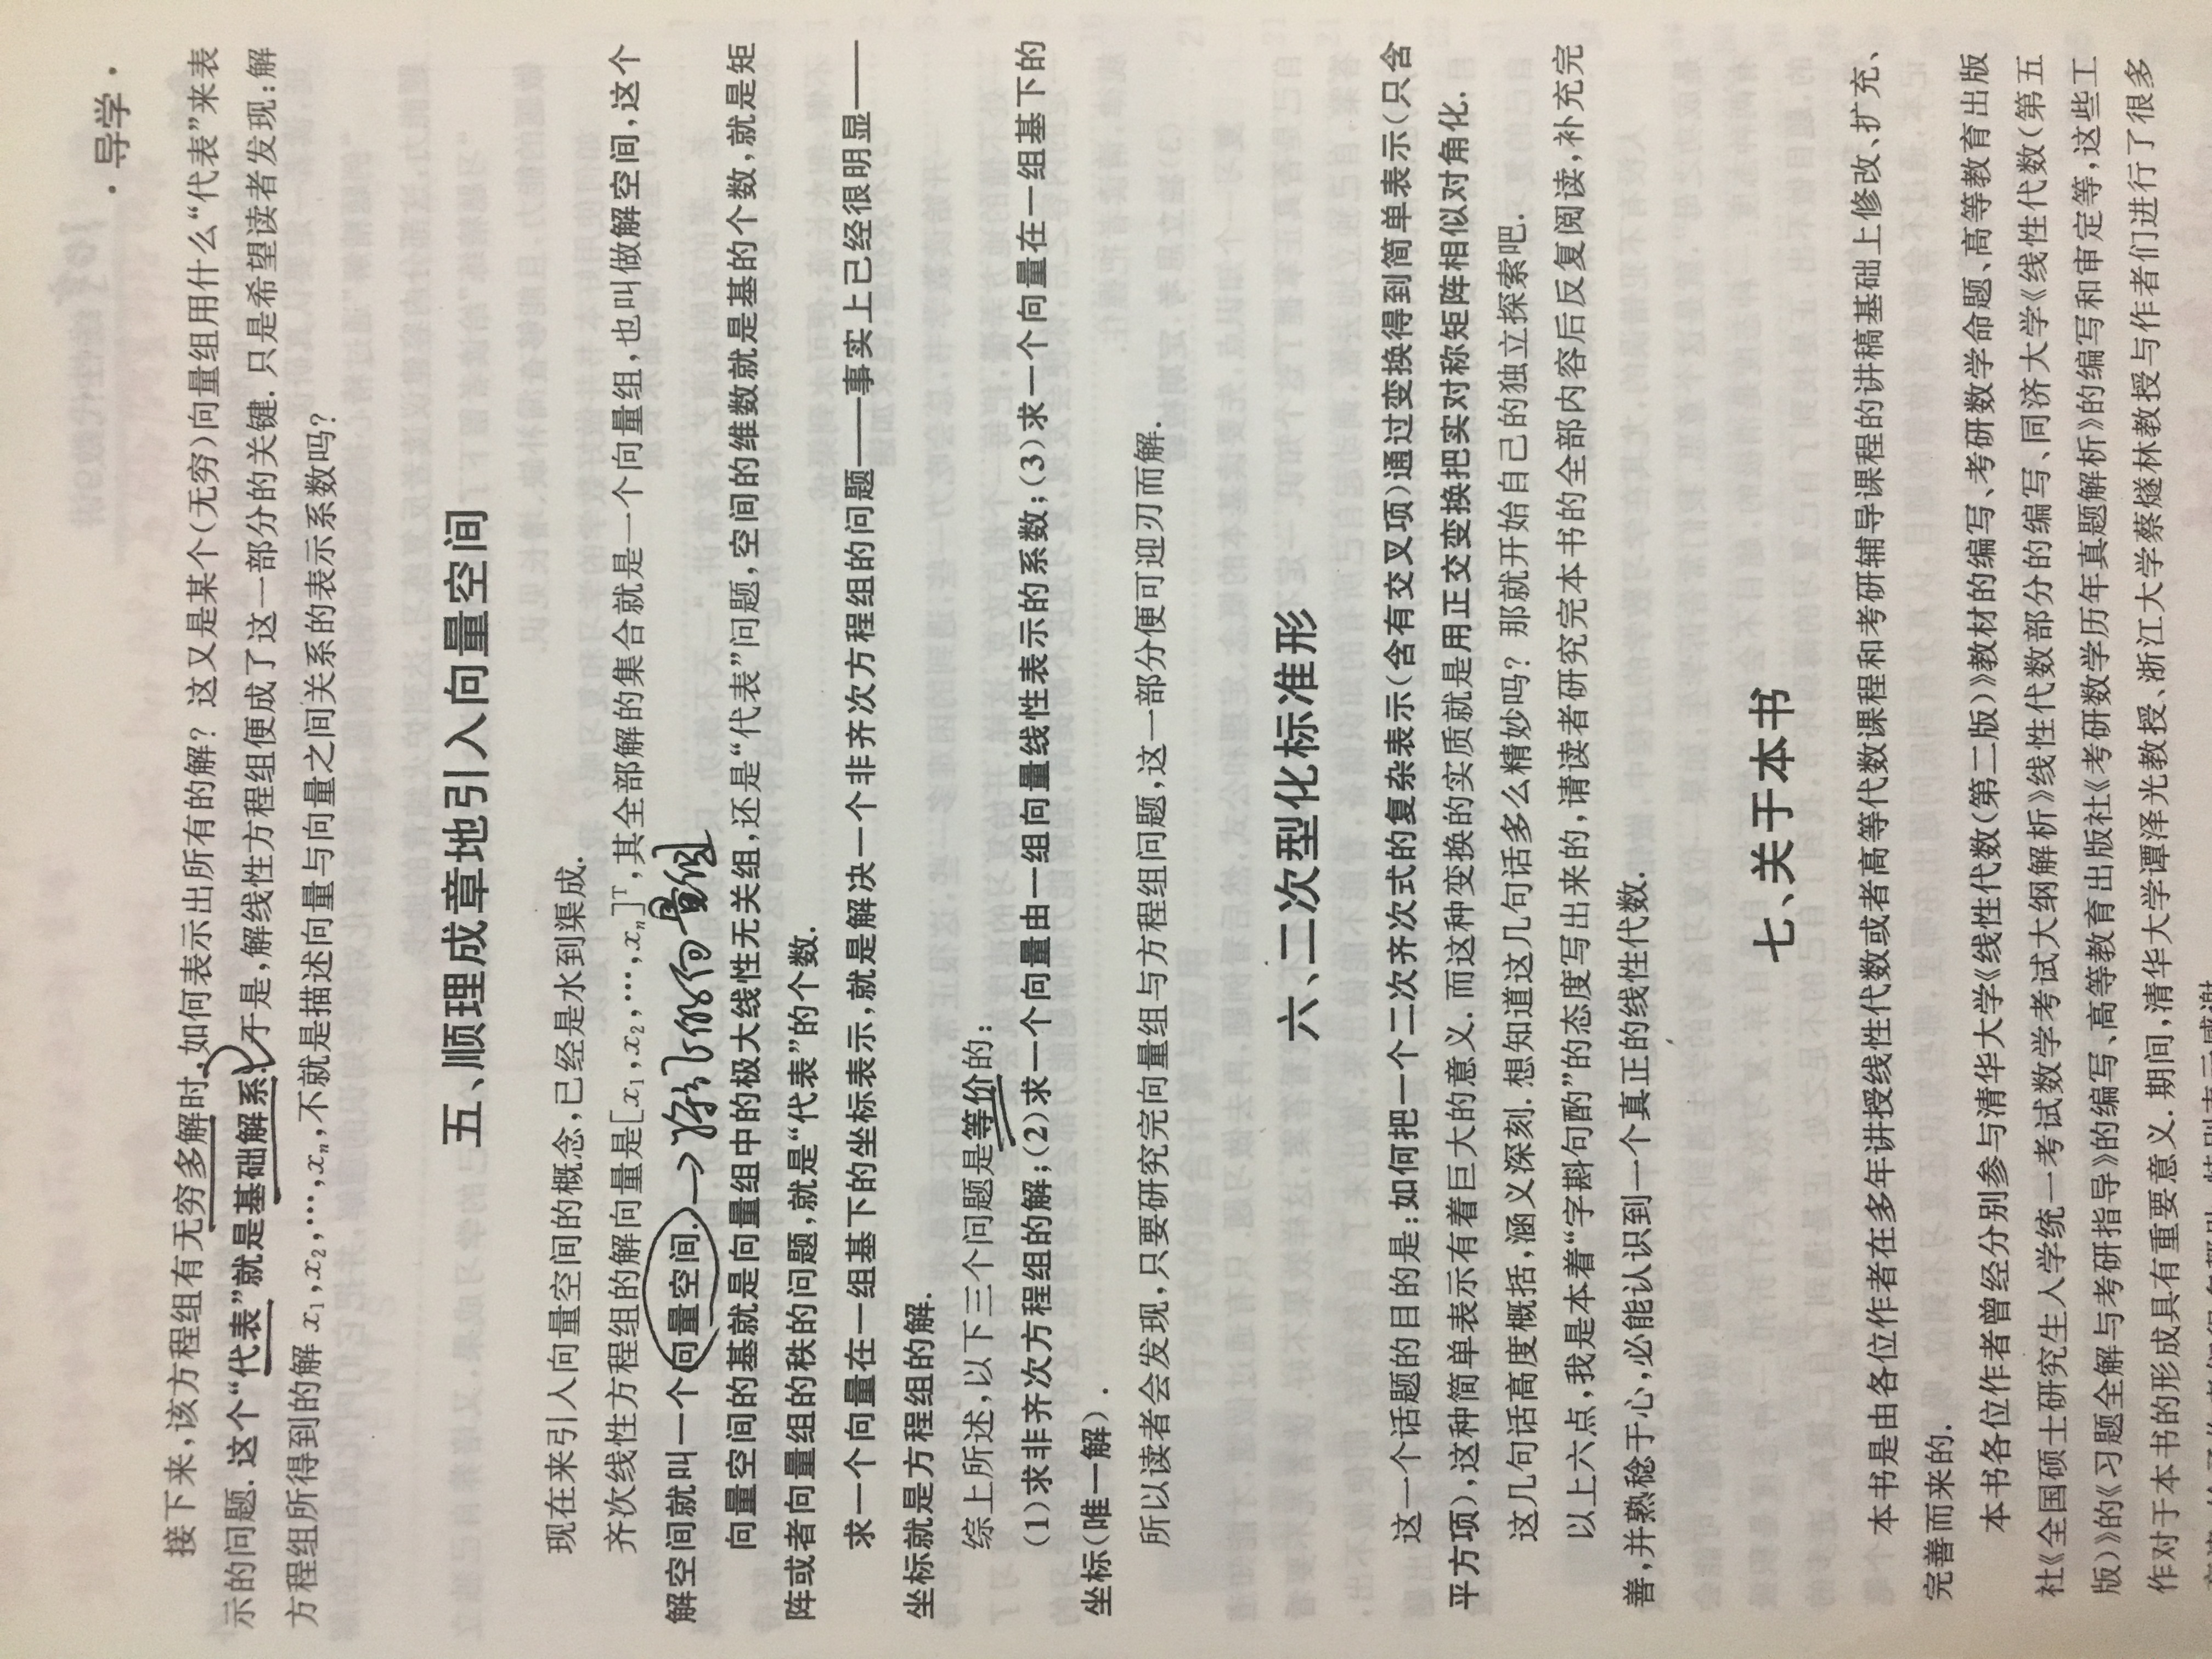 ·导学·
接下来,该方程组有无穷多解时,如何表示出所有的解? 这又是某个(无穷)向量组用什么“代表”来表
示的问题. 这个“代表”就是基础解系. 于是,解线性方程组便成了这一部分的关键. 只是希望读者发现:解
方程组所得到的解 x₁,x₂,⋯,xₙ,不就是描述向量与向量之间关系的表示系数吗?
五、顺理成章地引入向量空间
现在来引入向量空间的概念,已经是水到渠成.
齐次线性方程组的解向量是[x₁,x₂,⋯,xₙ]ᵀ,其全部解的集合就是一个向量组,也叫做解空间,这个
解空间就叫一个向量空间. →特征的向量组
向量空间的基就是向量组中的极大线性无关组,还是“代表”问题,空间的维数就是基的个数,就是矩
阵或者向量组的秩的问题,就是“代表”的个数.
求一个向量在一组基下的坐标表示,就是解决一个非齐次方程组的问题——事实上已经很明显——
坐标就是方程组的解.
综上所述,以下三个问题是等价的:
(1)求非齐次方程组的解;(2)求一个向量由一组向量线性表示的系数;(3)求一个向量在一组基下的
坐标(唯一解).
所以读者会发现,只要研究完向量组与方程组问题,这一部分便可迎刃而解.
六、二次型化标准形
这一个话题的目的是:如何把一个二次齐次式的复杂表示(含有交叉项)通过变换得到简单表示(只含
平方项),这种简单表示有着巨大的意义. 而这种变换的实质就是用正交变换把实对称矩阵相似对角化.
这几句话高度概括,涵义深刻. 想知道这几句话多么精妙吗? 那就开始自己的独立探索吧.
以上六点,我是本着“字斟句酌”的态度写出来的,请读者研究完本书的全部内容后反复阅读,补充完
善,并熟稔于心,必能认识到一个真正的线性代数.
七、关于本书
本书是由各位作者在多年讲授线性代数或者高等代数课程和考研辅导课程的讲稿基础上修改、扩充、
完善而来的.
本书各位作者曾经分别参与清华大学《线性代数(第二版)》教材的编写、考研数学命题、高等教育出版
社《全国硕士研究生入学统一考试数学考试大纲解析》线性代数部分的编写、同济大学《线性代数(第五
版)》的《习题全解与考研指导》的编写、高等教育出版社《考研数学历年真题解析》的编写和审定等,这些工
作对于本书的形成具有重要意义. 期间,清华大学谭泽光教授、浙江大学蔡燧林教授与作者们进行了很多